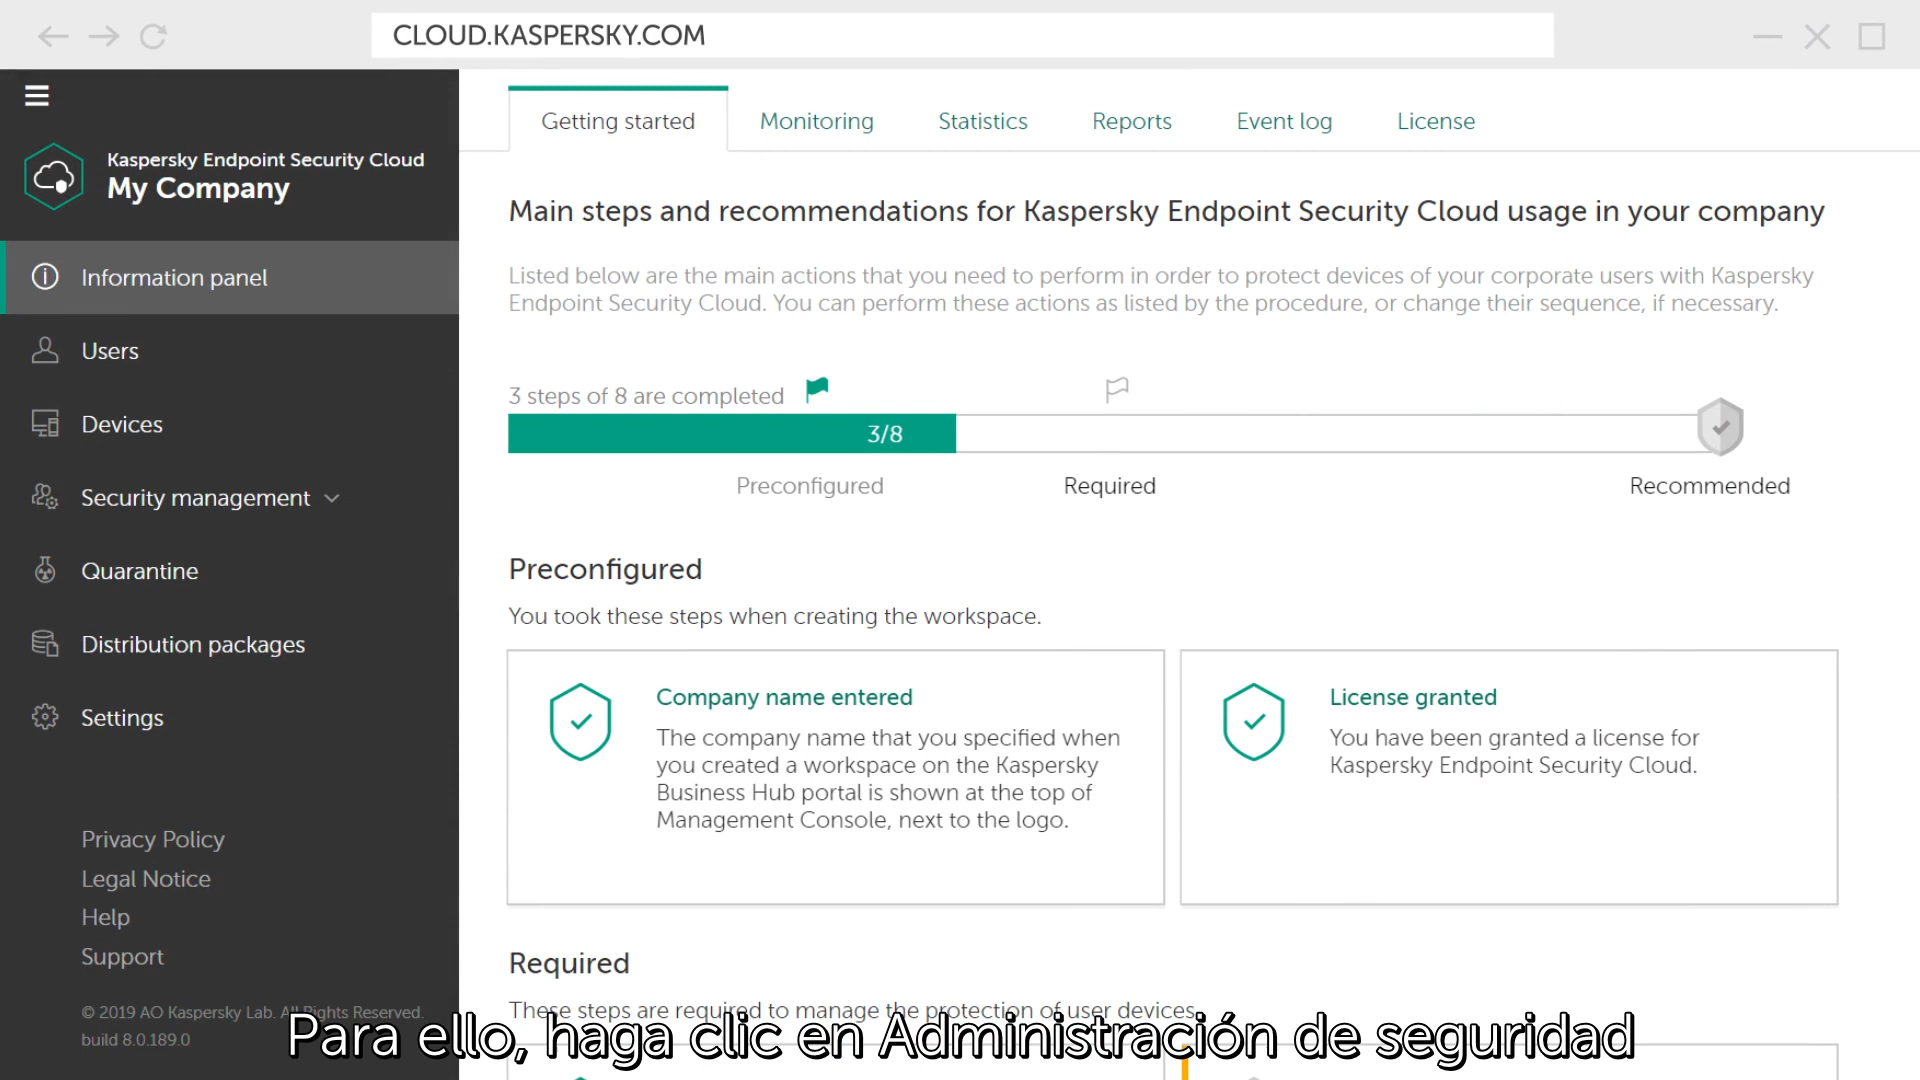 CLOUD.KASPERSKY.COM
Kaspersky Endpoint Security Cloud
My Company
Information panel
Users
Devices
Security management
Quarantine
Distribution packages
Settings
Privacy Policy
Legal Notice
Help
Support
© 2019 AO Kaspersky Lab. All Rights Reserved.
build 8.0.189.0
Getting started
Monitoring
Statistics
Reports
Event log
License
Main steps and recommendations for Kaspersky Endpoint Security Cloud usage in your company
Listed below are the main actions that you need to perform in order to protect devices of your corporate users with Kaspersky
Endpoint Security Cloud. You can perform these actions as listed by the procedure, or change their sequence, if necessary.
3 steps of 8 are completed
3/8
Preconfigured
Required
Recommended
Preconfigured
You took these steps when creating the workspace.
Company name entered
The company name that you specified when
you created a workspace on the Kaspersky
Business Hub portal is shown at the top of
Management Console, next to the logo.
License granted
You have been granted a license for
Kaspersky Endpoint Security Cloud.
Required
These steps are required to manage the protection of user devices.
Para ello, haga clic en Administración de seguridad